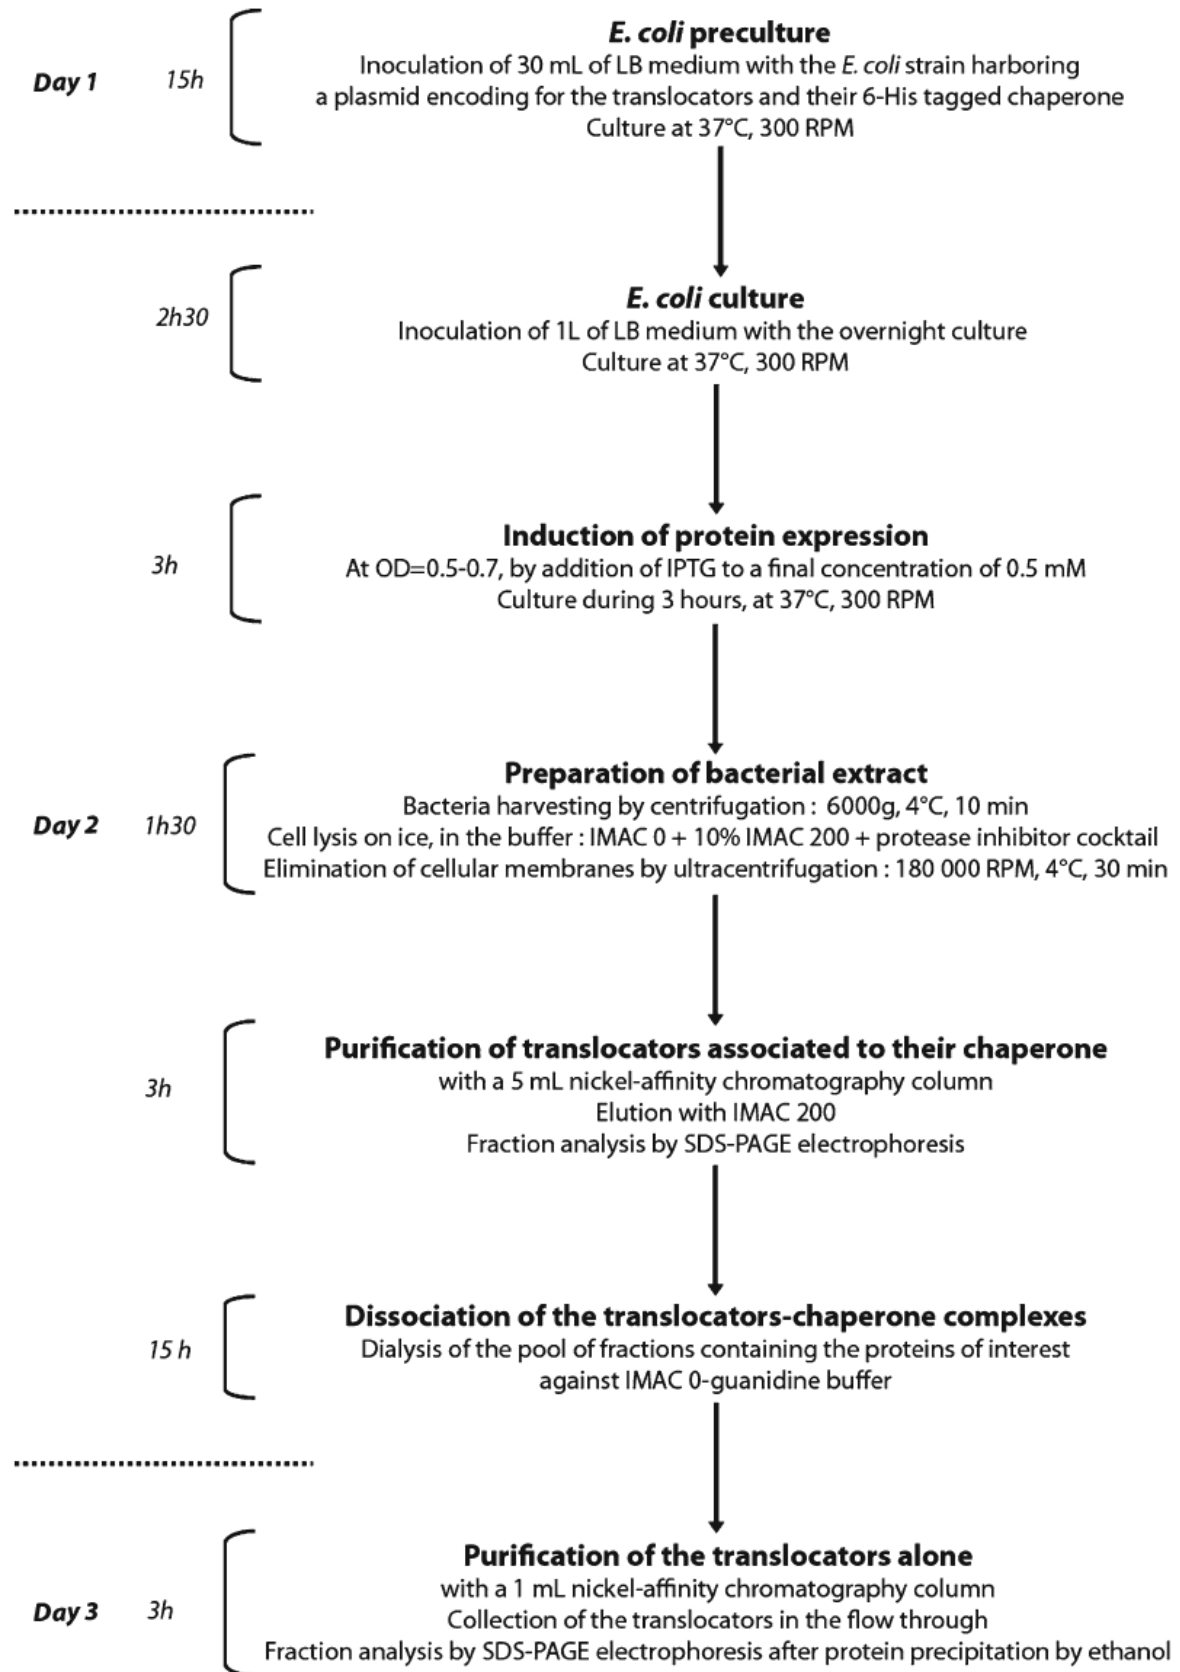 E. coli preculture
Day 1 15h Inoculation of 30 mL of LB medium with the E. coli strain harboring
a plasmid encoding for the translocators and their 6-His tagged chaperone
Culture at 37°C, 300 RPM
E. coli culture
2h30 Inoculation of 1L of LB medium with the overnight culture
Culture at 37°C, 300 RPM
Induction of protein expression
3h At OD=0.5-0.7, by addition of IPTG to a final concentration of 0.5 mM
Culture during 3 hours, at 37°C, 300 RPM
Preparation of bacterial extract
Bacteria harvesting by centrifugation : 6000g, 4°C, 10 min
Day 2 1h30 Cell lysis on ice, in the buffer : IMAC 0 + 10% IMAC 200 + protease inhibitor cocktail
Elimination of cellular membranes by ultracentrifugation : 180 000 RPM, 4°C, 30 min
Purification of translocators associated to their chaperone
3h with a 5 mL nickel-affinity chromatography column
Elution with IMAC 200
Fraction analysis by SDS-PAGE electrophoresis
Dissociation of the translocators-chaperone complexes
15 h Dialysis of the pool of fractions containing the proteins of interest
against IMAC 0-guanidine buffer
Purification of the translocators alone
with a 1 mL nickel-affinity chromatography column
Day 3 3h Collection of the translocators in the flow through
Fraction analysis by SDS-PAGE electrophoresis after protein precipitation by ethanol